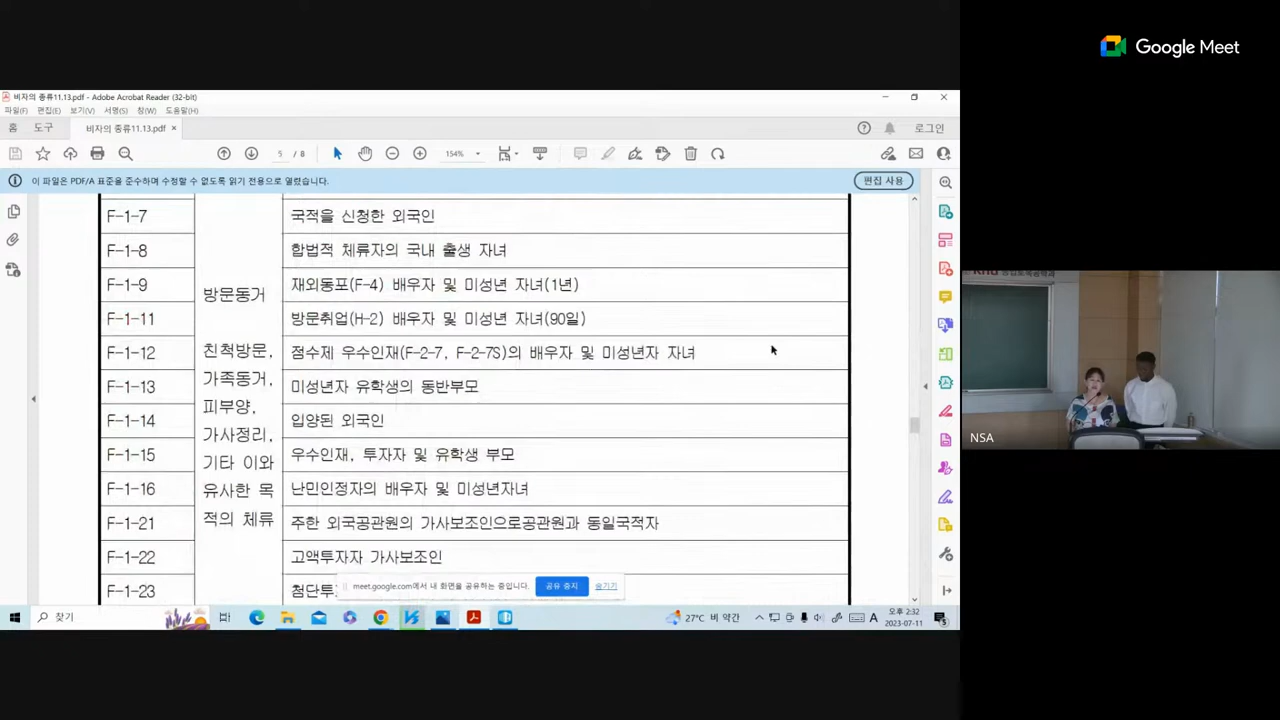 Google Meet
비자의 종류11.13.pdf - Adobe Acrobat Reader (32-bit)
파일(F) 편집(E) 보기(V) 서명(S) 창(W) 도움말(H)
홈 도구 비자의 종류11.13.pdf × 로그인
5 / 8 154%
이 파일은 PDF/A 표준을 준수하며 수정할 수 없도록 읽기 전용으로 열렸습니다. 편집 사용
F-1-7 국적을 신청한 외국인
F-1-8 합법적 체류자의 국내 출생 자녀
F-1-9 재외동포(F-4) 배우자 및 미성년 자녀(1년)
방문동거
F-1-11 방문취업(H-2) 배우자 및 미성년 자녀(90일)
F-1-12 친척방문, 점수제 우수인재(F-2-7, F-2-7S)의 배우자 및 미성년자 자녀
F-1-13 가족동거, 미성년자 유학생의 동반부모
피부양,
F-1-14 입양된 외국인
가사정리,
F-1-15 기타 이와 우수인재, 투자자 및 유학생 부모
F-1-16 유사한 목 난민인정자의 배우자 및 미성년자녀
F-1-21 적의 체류 주한 외국공관원의 가사보조인으로공관원과 동일국적자
F-1-22 고액투자자 가사보조인
F-1-23 첨단투
meet.google.com에서 내 화면을 공유하는 중입니다. 공유 중지 숨기기
찾기 27°C 비 약간 A 오후 2:32
2023-07-11
5
NSA